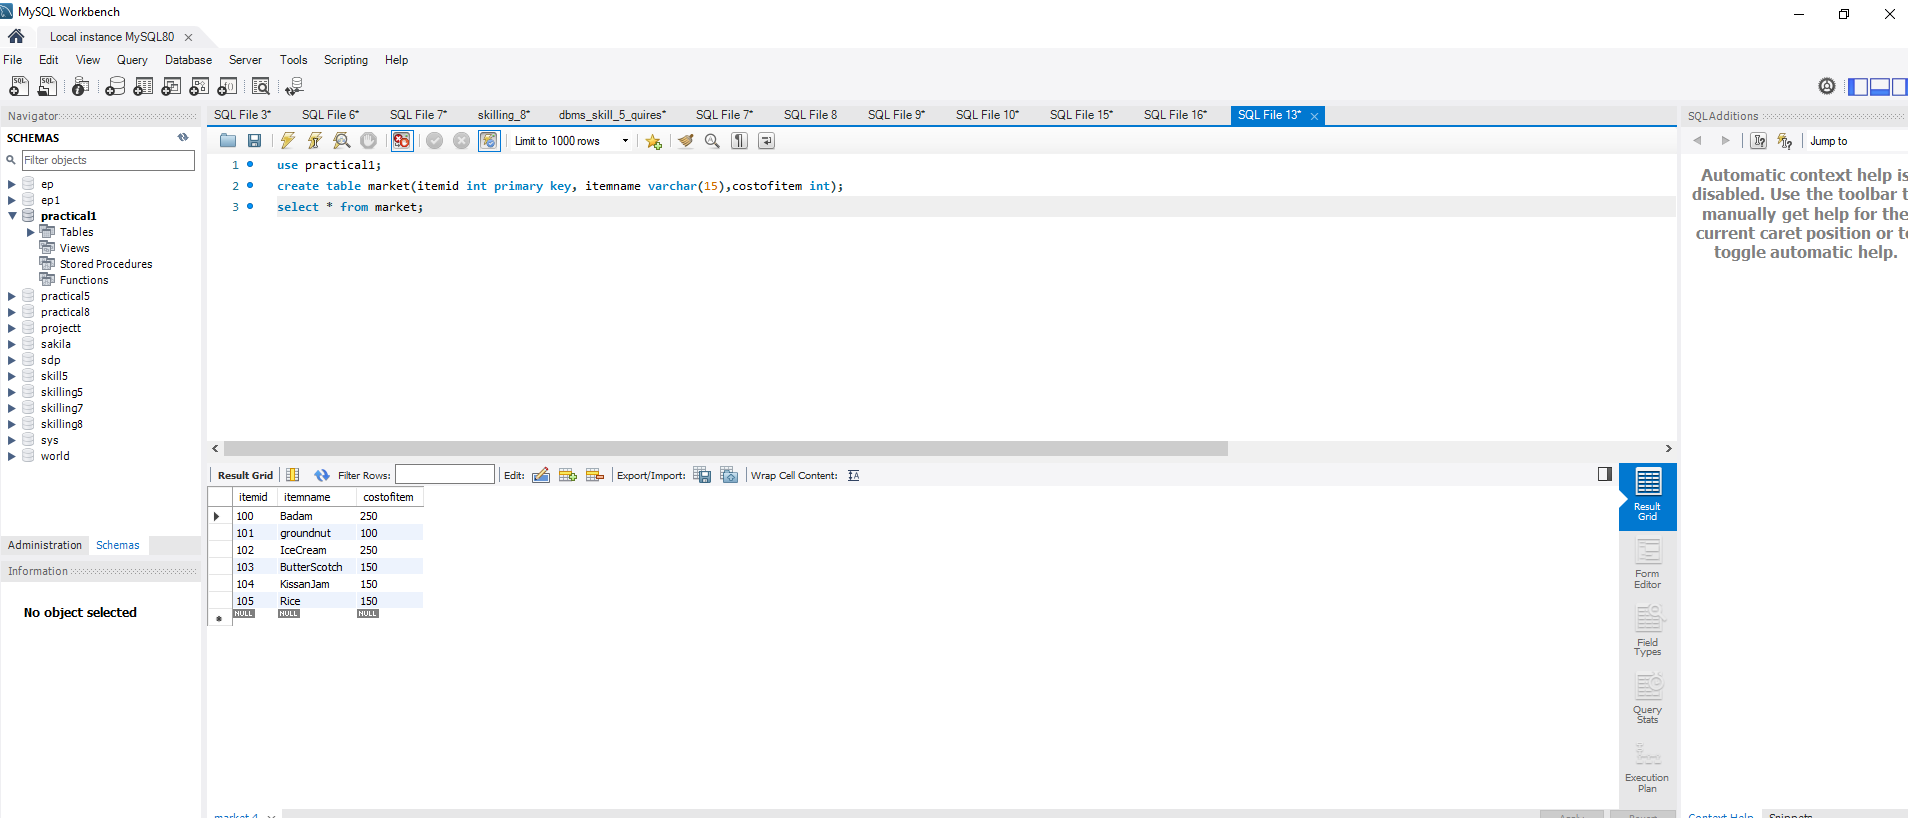 MySQL Workbench
Local instance MySQL80
File Edit View Query Database Server Tools Scripting Help
Navigator
SCHEMAS
Filter objects
ep
ep1
practical1
Tables
Views
Stored Procedures
Functions
practical5
practical8
projectt
sakila
sdp
skill5
skilling5
skilling7
skilling8
sys
world
Administration Schemas
Information
No object selected
SQL File 3* SQL File 6* SQL File 7* skilling_8* dbms_skill_5_quires* SQL File 7* SQL File 8 SQL File 9* SQL File 10* SQL File 15* SQL File 16* SQL File 13*
Limit to 1000 rows
1 use practical1;
2 create table market(itemid int primary key, itemname varchar(15),costofitem int);
3 select * from market;
Result Grid Filter Rows: Edit: Export/Import: Wrap Cell Content:
itemid itemname costofitem
100 Badam 250
101 groundnut 100
102 IceCream 250
103 ButterScotch 150
104 KissanJam 150
105 Rice 150
NULL NULL NULL
Result
Grid
Form
Editor
Field
Types
Query
Stats
Execution
Plan
market 4
Apply Revert
SQLAdditions
Jump to
Automatic context help is
disabled. Use the toolbar t
manually get help for the
current caret position or to
toggle automatic help.
Context Help Snippets